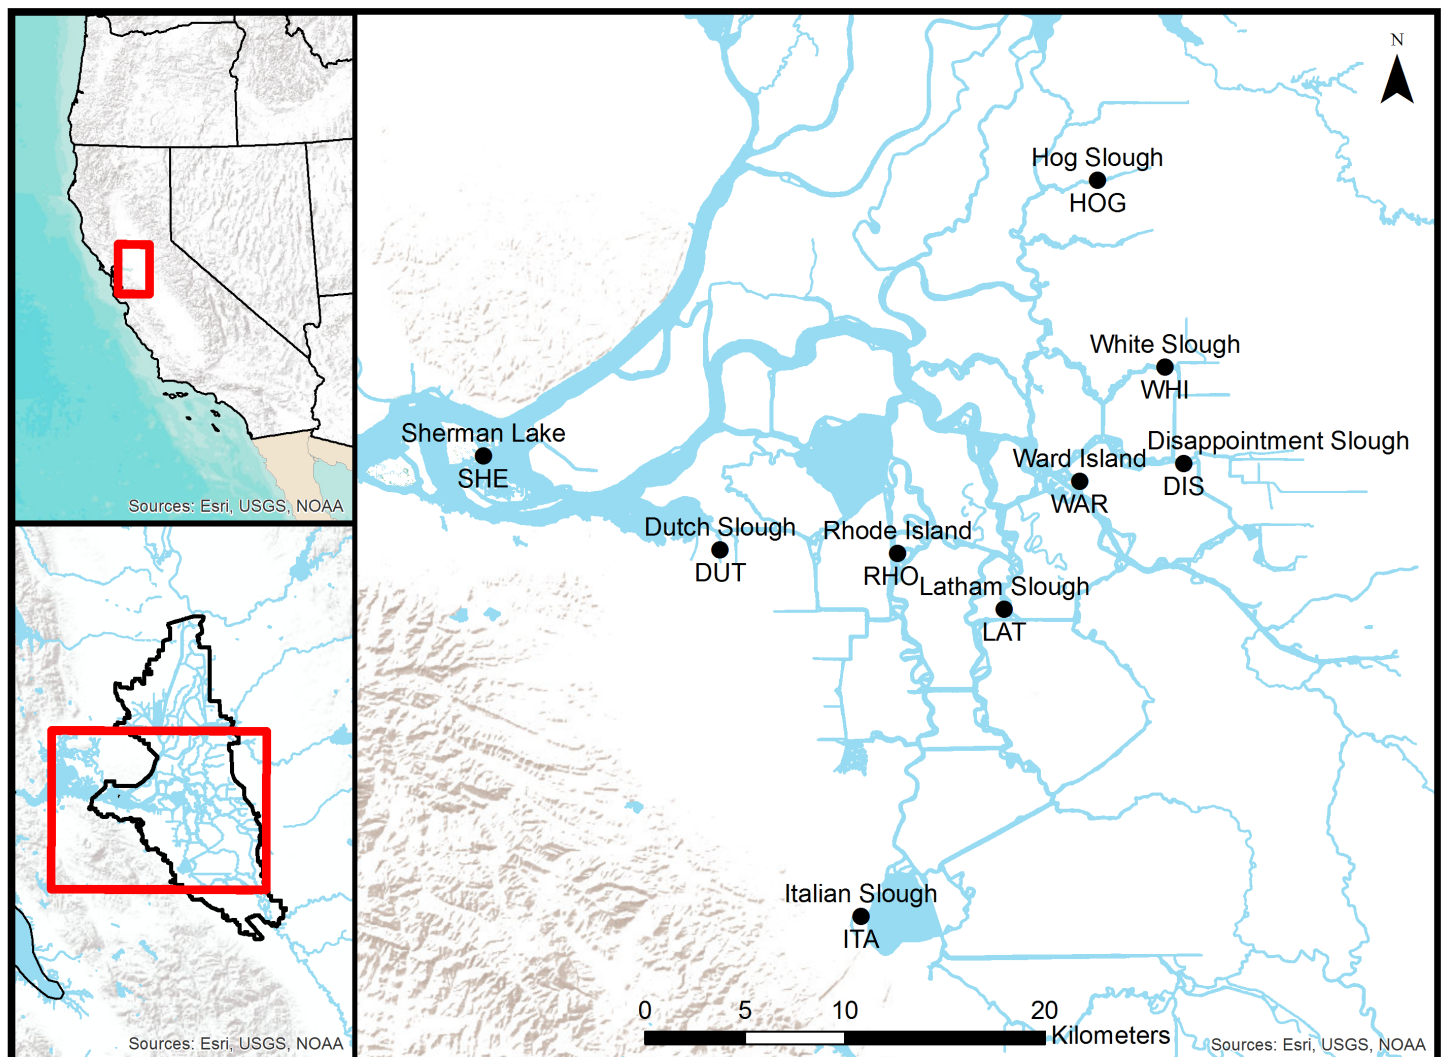 Sources: Esri, USGS, NOAA
Sources: Esri, USGS, NOAA
N
Hog Slough
HOG
White Slough
WHI
Sherman Lake
SHE
Disappointment Slough
DIS
Ward Island
WAR
Dutch Slough
DUT
Rhode Island
RHO
Latham Slough
LAT
Italian Slough
ITA
0 5 10 20
Kilometers
Sources: Esri, USGS, NOAA